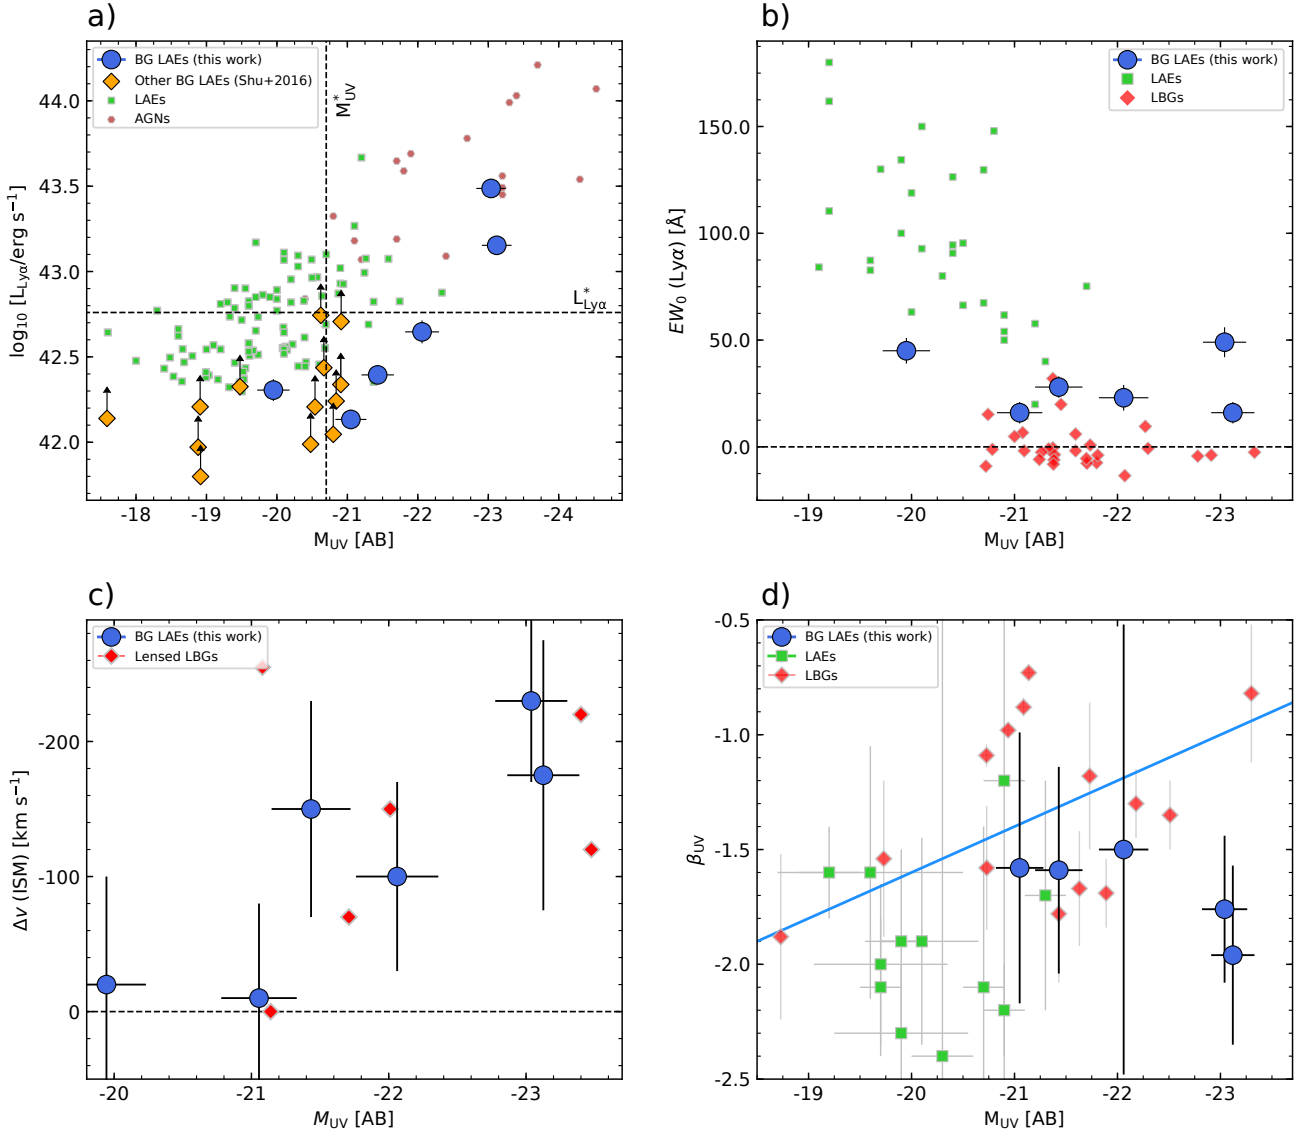 a)
BG LAEs (this work)
Other BG LAEs (Shu+2016)
LAEs
AGNs
M*UV
L*Lyα
44.0
43.5
43.0
42.5
42.0
log10 [LLyα/erg s−1]
-18 -19 -20 -21 -22 -23 -24
MUV [AB]
b)
BG LAEs (this work)
LAEs
LBGs
150.0
100.0
50.0
0.0
EW0 (Lyα) [Å]
-19 -20 -21 -22 -23
MUV [AB]
c)
BG LAEs (this work)
Lensed LBGs
-200
-100
0
Δv (ISM) [km s−1]
-20 -21 -22 -23
MUV [AB]
d)
BG LAEs (this work)
LAEs
LBGs
-0.5
-1.0
-1.5
-2.0
-2.5
βUV
-19 -20 -21 -22 -23
MUV [AB]